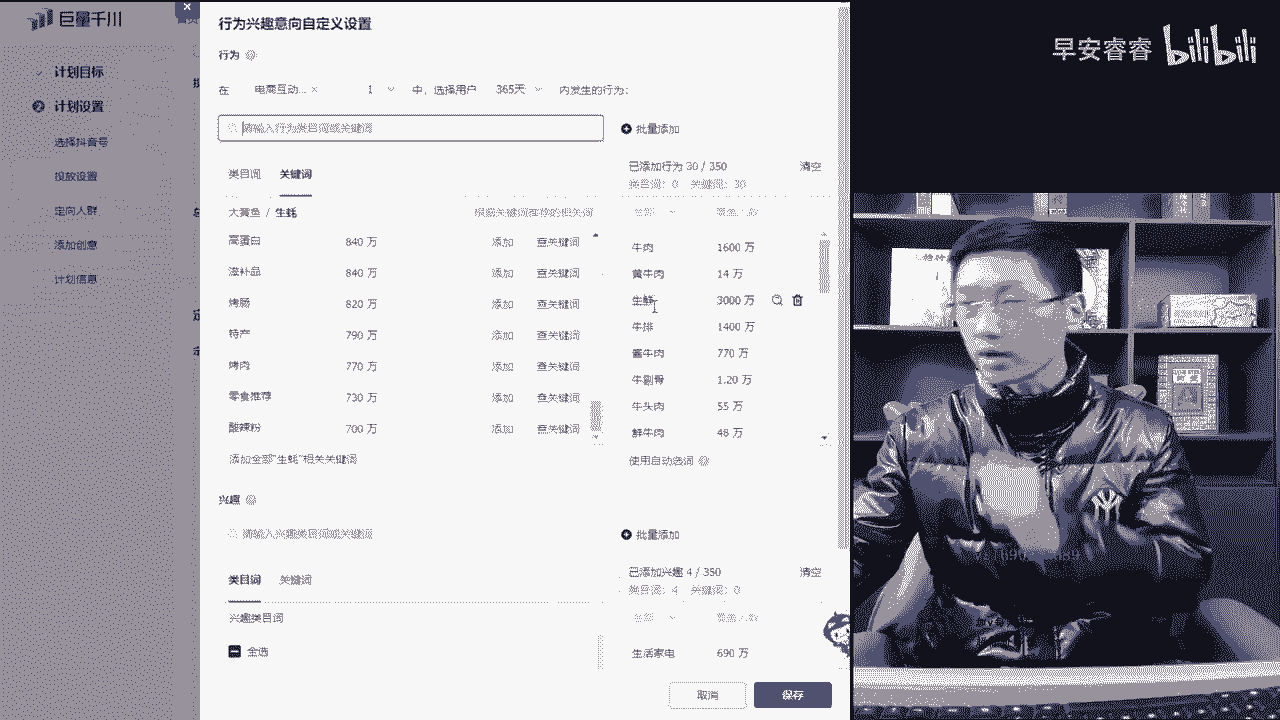 巨量千川
行为兴趣意向自定义设置
计划目标
计划设置
选择抖音号
投放设置
定向人群
添加创意
计划信息
行为
在 电商互动... × 1 中，选择用户 365天 内发生的行为：
请输入行为类目词或关键词
批量添加
类目词 关键词
已添加行为 30 / 350 清空
类目词：0 关键词：30
大黄鱼 / 生蚝
高蛋白 840 万 添加 查关键词
滋补品 840 万 添加 查关键词
烤肠 820 万 添加 查关键词
特产 790 万 添加 查关键词
烤肉 770 万 添加 查关键词
零食推荐 730 万 添加 查关键词
酸辣粉 700 万 添加 查关键词
添加全部"生蚝"相关关键词
牛肉 1600 万
黄牛肉 14 万
生鲜 3000 万
牛排 1400 万
酱牛肉 770 万
牛副骨 1.20 万
牛头肉 55 万
鲜牛肉 48 万
使用自动选词
兴趣
请输入兴趣类目词或关键词
批量添加
类目词 关键词
已添加兴趣 4 / 350 清空
类目词：4 关键词：0
兴趣类目词
全选
生活家电 690 万
取消 保存
早安睿睿 bilibili